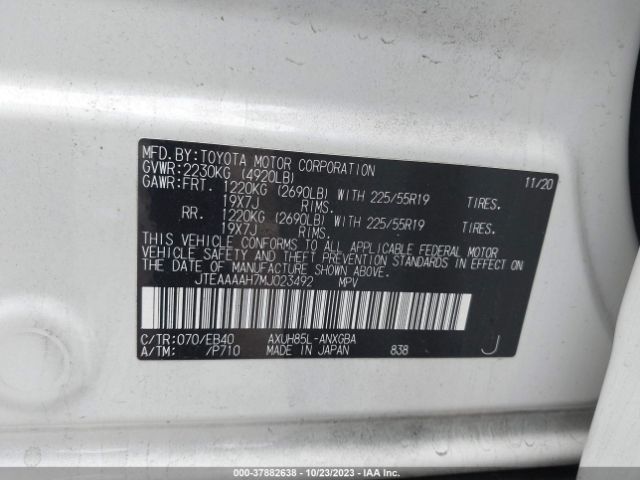 MFD.BY:TOYOTA MOTOR CORPORATION 11/20
GVWR:2230KG (4920LB)
GAWR:FRT. 1220KG (2690LB) WITH 225/55R19 TIRES.
19X7J RIMS.
RR. 1220KG (2690LB) WITH 225/55R19 TIRES.
19X7J RIMS.
THIS VEHICLE CONFORMS TO ALL APPLICABLE FEDERAL MOTOR
VEHICLE SAFETY AND THEFT PREVENTION STANDARDS IN EFFECT ON
THE DATE OF MANUFACTURE SHOWN ABOVE.
JTEAAAAH7MJ023492 MPV
C/TR:070/EB40 AXUH85L-ANXGBA
A/TM: /P710 MADE IN JAPAN 838 J
000-37882638 - 10/23/2023 - IAA Inc.